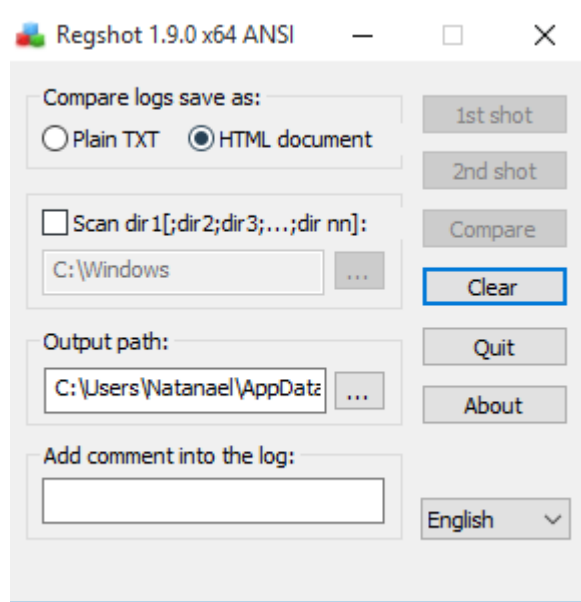 Regshot 1.9.0 x64 ANSI
Compare logs save as:
Plain TXT
HTML document
1st shot
2nd shot
Scan dir1[;dir2;dir3;...;dir nn]:
Compare
C:\Windows
...
Clear
Output path:
Quit
C:\Users\Natanael\AppData
...
About
Add comment into the log:
English